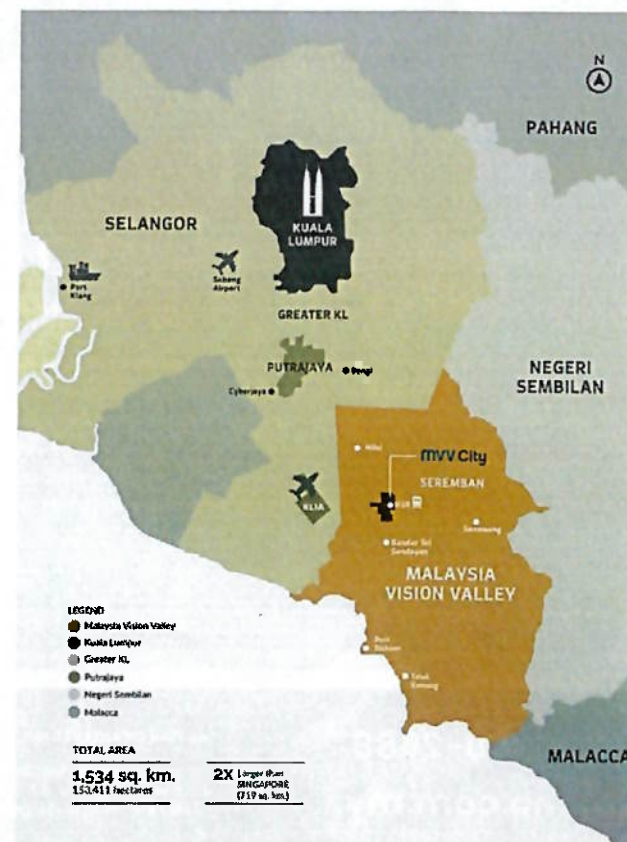 N
PAHANG
SELANGOR
KUALA
LUMPUR
Port
Klang
Subang
Airport
GREATER KL
PUTRAJAYA
Bangi
Cyberjaya
NEGERI
SEMBILAN
Nilai
MVV City
SEREMBAN
HSR
KLIA
Senawang
Bandar Sri
Sendayan
MALAYSIA
VISION VALLEY
LEGEND
Malaysia Vision Valley
Kuala Lumpur
Greater KL
Putrajaya
Negeri Sembilan
Malacca
Port
Dickson
Teluk
Kemang
TOTAL AREA
1,534 sq. km.
153,411 hectares
2X Larger than
SINGAPORE
(719 sq. km.)
MALACCA